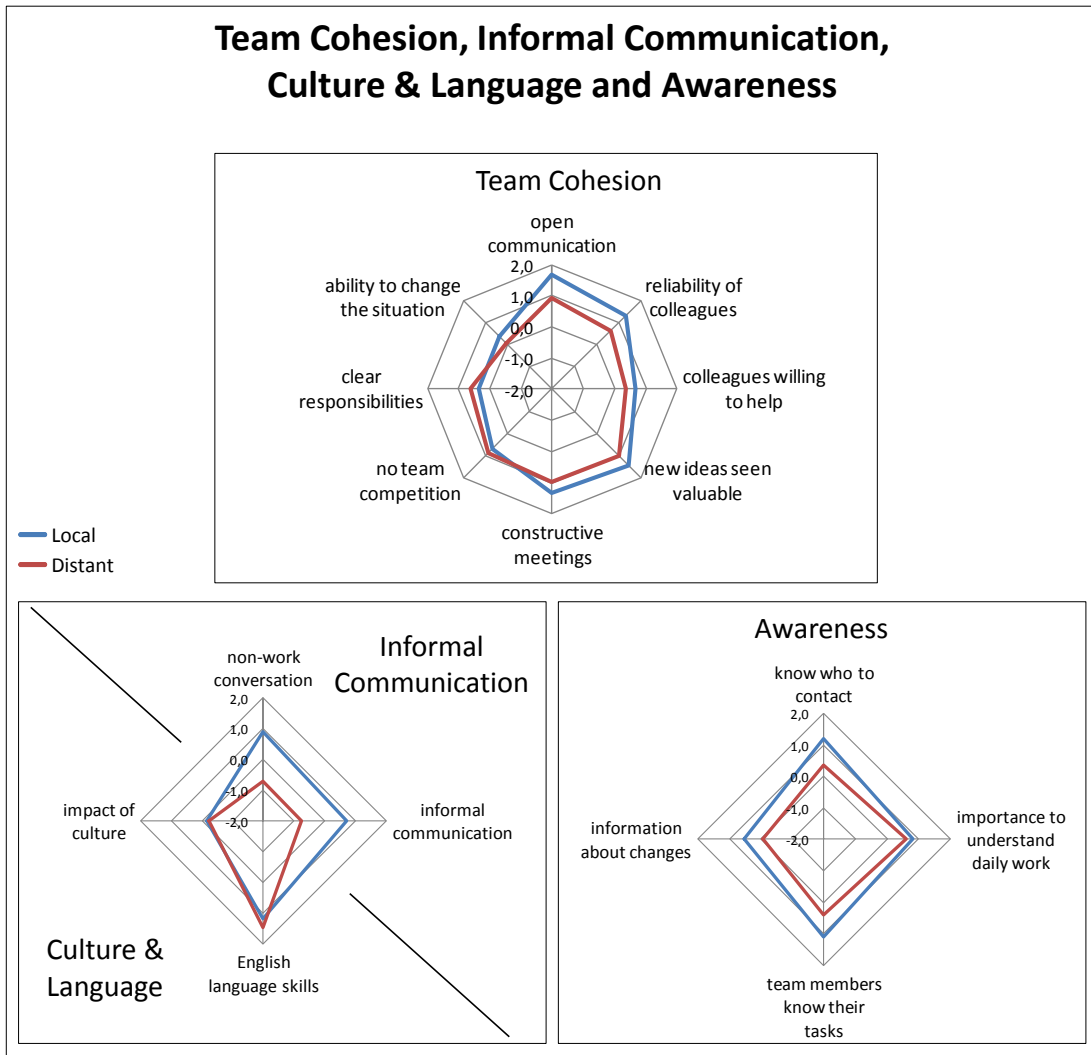 Team Cohesion, Informal Communication,
Culture & Language and Awareness
Team Cohesion
open
communication
2,0
1,0
0,0
-1,0
-2,0
reliability of
colleagues
colleagues willing
to help
new ideas seen
valuable
constructive
meetings
no team
competition
clear
responsibilities
ability to change
the situation
Local
Distant
Informal
Communication
non-work
conversation
2,0
1,0
0,0
-1,0
-2,0
informal
communication
English
language skills
impact of
culture
Culture &
Language
Awareness
know who to
contact
2,0
1,0
0,0
-1,0
-2,0
importance to
understand
daily work
team members
know their
tasks
information
about changes